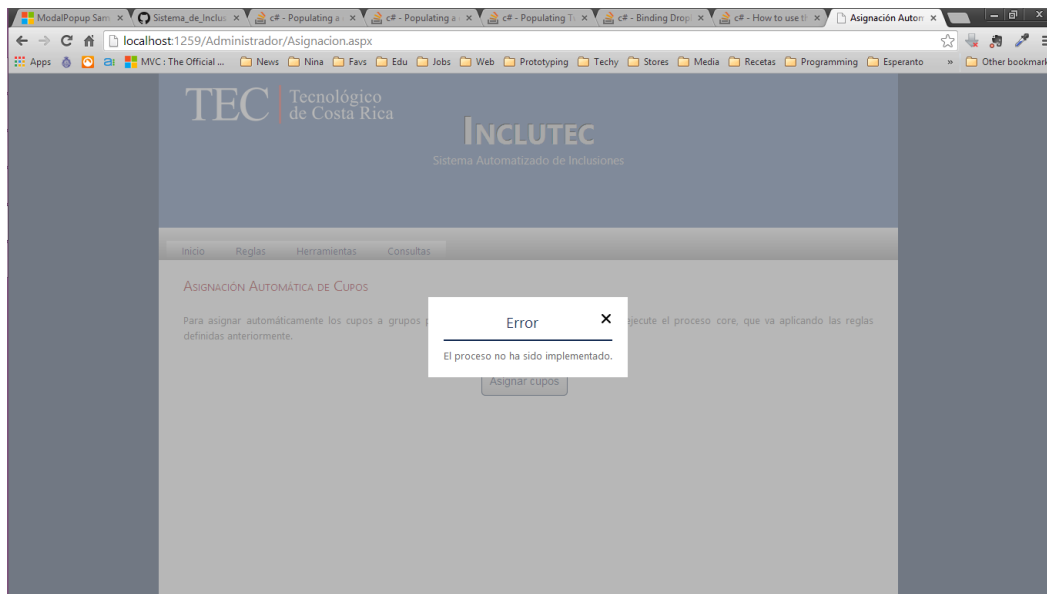 ModalPopup Sam
Sistema_de_Inclus
c# - Populating a
c# - Populating a
c# - Populating T
c# - Binding Drop
c# - How to use th
Asignación Autom
localhost:1259/Administrador/Asignacion.aspx
Apps
MVC : The Official ...
News
Nina
Favs
Edu
Jobs
Web
Prototyping
Techy
Stores
Media
Recetas
Programming
Esperanto
»
Other bookmark
TEC
Tecnológico
de Costa Rica
INCLUTEC
Sistema Automatizado de Inclusiones
Inicio
Reglas
Herramientas
Consultas
ASIGNACIÓN AUTOMÁTICA DE CUPOS
Para asignar automáticamente los cupos a grupos ejecute el proceso core, que va aplicando las reglas
definidas anteriormente.
Error
El proceso no ha sido implementado.
Asignar cupos